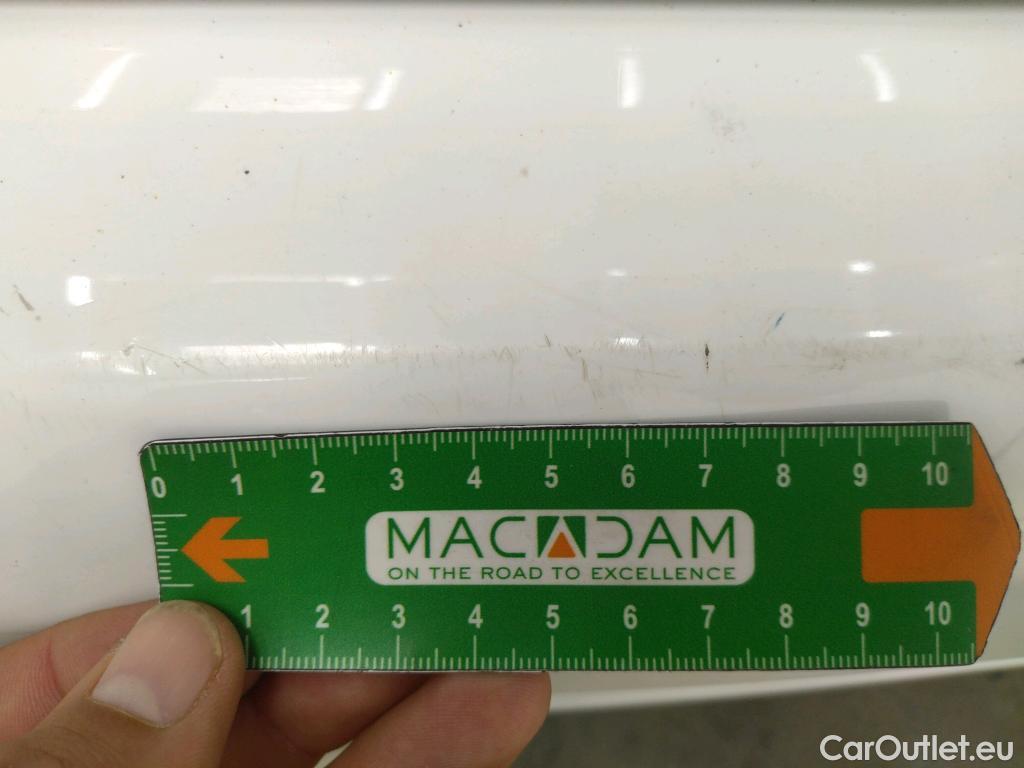 0 1 2 3 4 5 6 7 8 9 10
MACADAM
ON THE ROAD TO EXCELLENCE
1 2 3 4 5 6 7 8 9 10
CarOutlet.eu